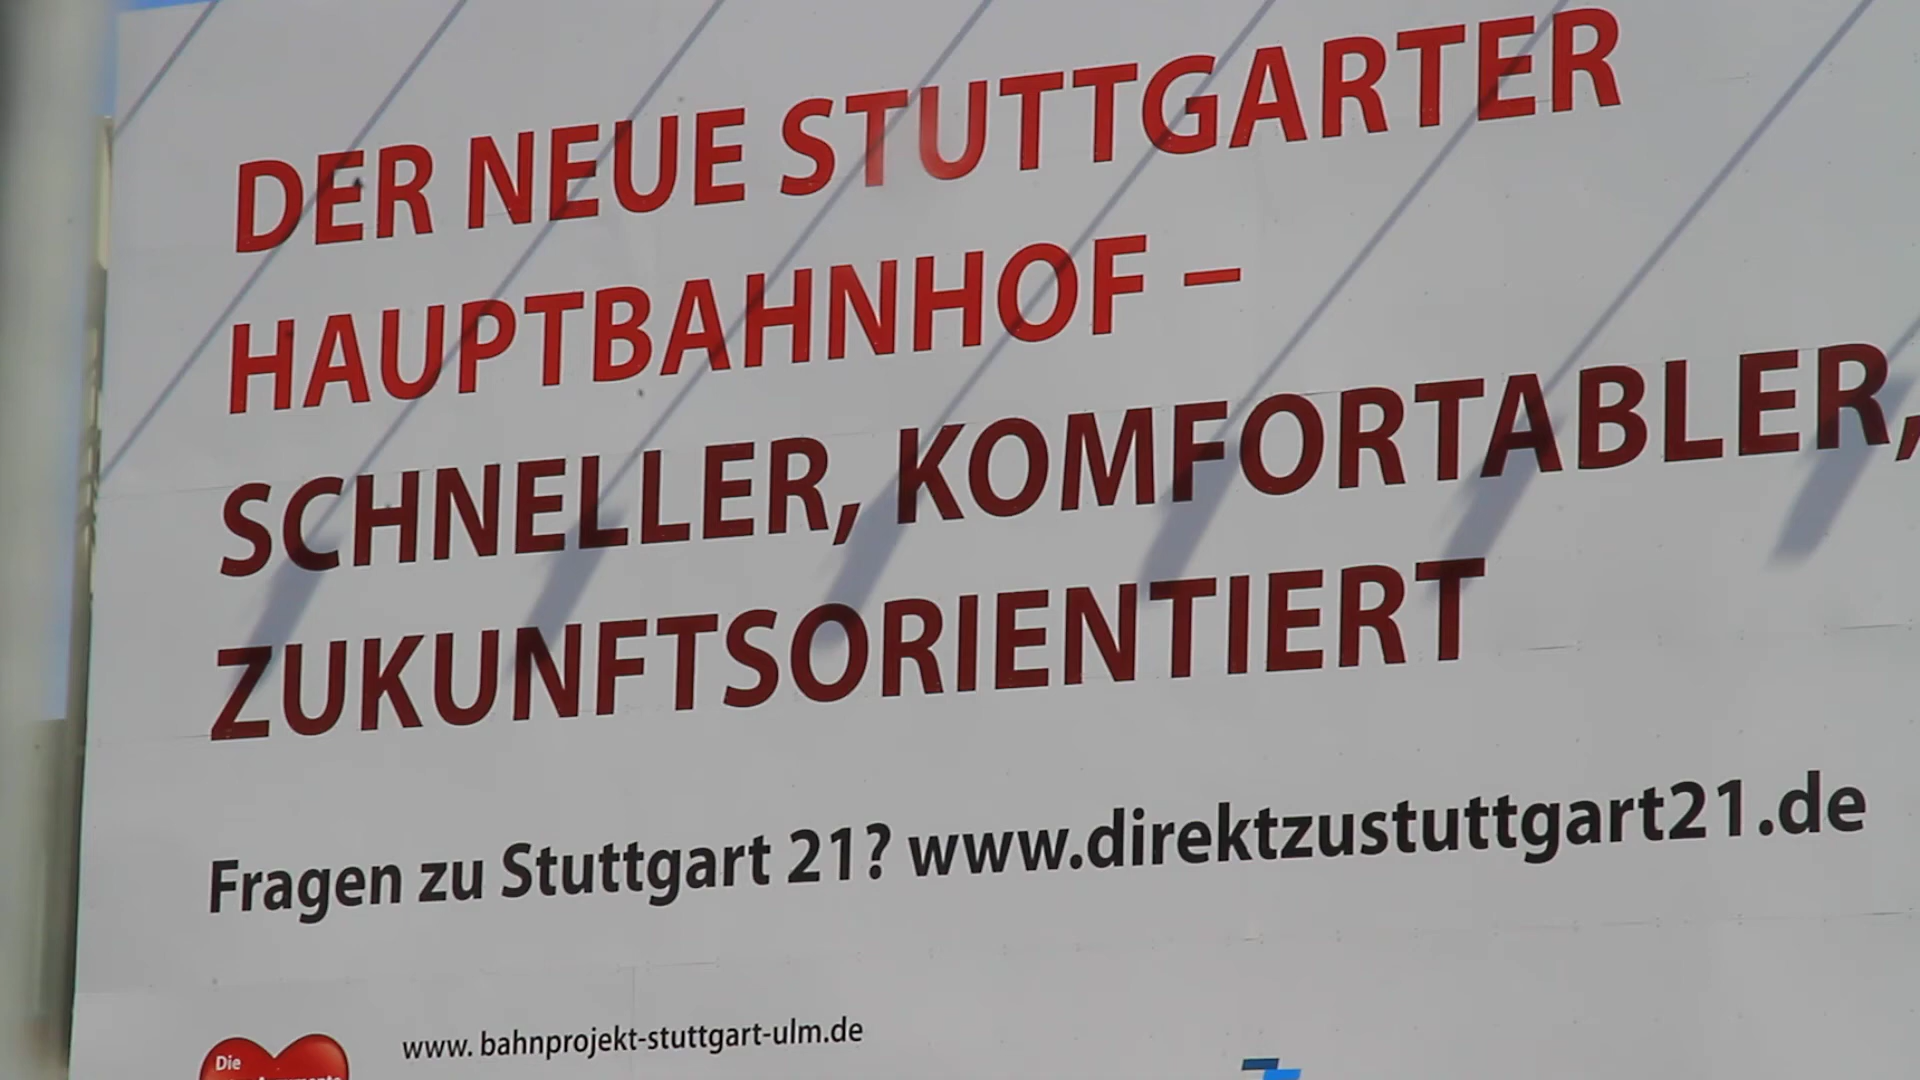 DER NEUE STUTTGARTER
HAUPTBAHNHOF –
SCHNELLER, KOMFORTABLER,
ZUKUNFTSORIENTIERT
Fragen zu Stuttgart 21? www.direktzustuttgart21.de
www. bahnprojekt-stuttgart-ulm.de
Die